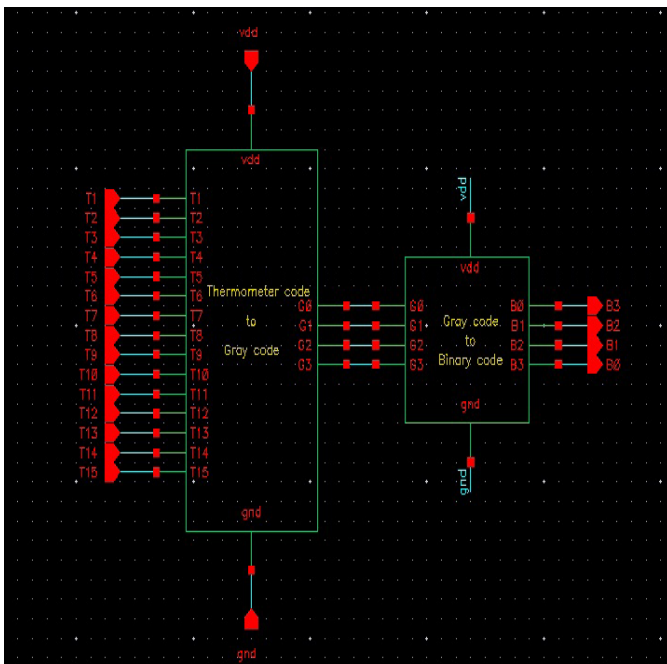 vdd
vdd
T1 T1
T2 T2
T3 T3
T4 T4
T5 T5
T6 T6
T7 T7
T8 T8
T9 T9
T10 T10
T11 T11
T12 T12
T13 T13
T14 T14
T15 T15
Thermometer code
to
Gray code
G0
G1
G2
G3
gnd
gnd
vdd
vdd
G0
G1
G2
G3
Gray code
to
Binary code
B0 B3
B1 B2
B2 B1
B3 B0
gnd
gnd